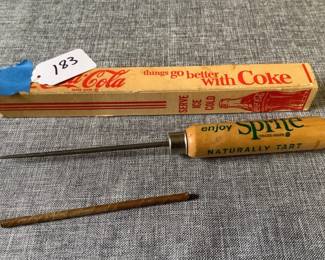 183
Coca-Cola
things go better
with Coke
SERVE
ICE
COLD
enjoy
Sprite
NATURALLY TART